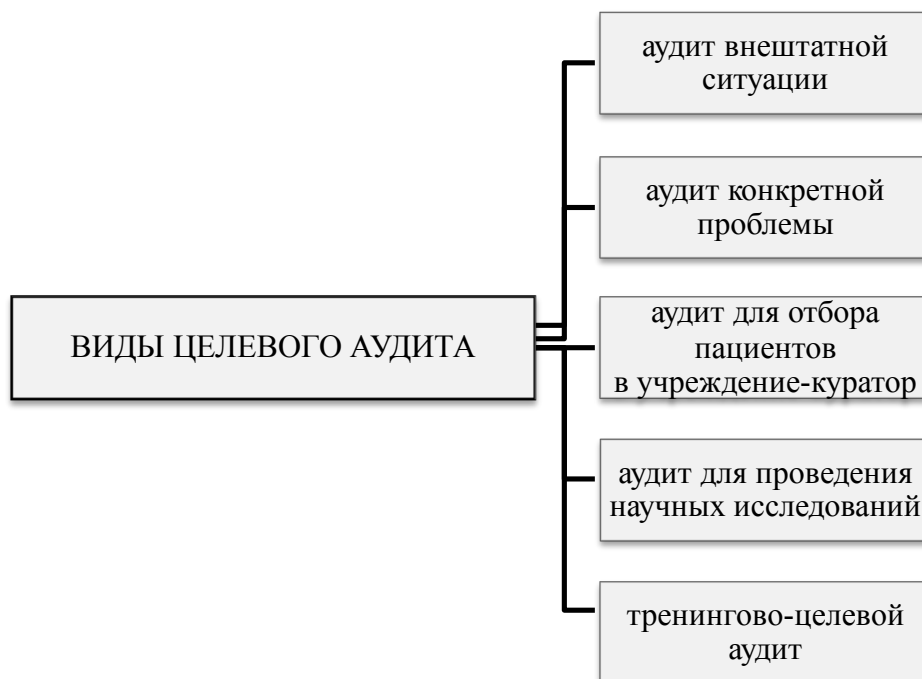 аудит внештатной
ситуации
аудит конкретной
проблемы
ВИДЫ ЦЕЛЕВОГО АУДИТА
аудит для отбора
пациентов
в учреждение-куратор
аудит для проведения
научных исследований
тренингово-целевой
аудит